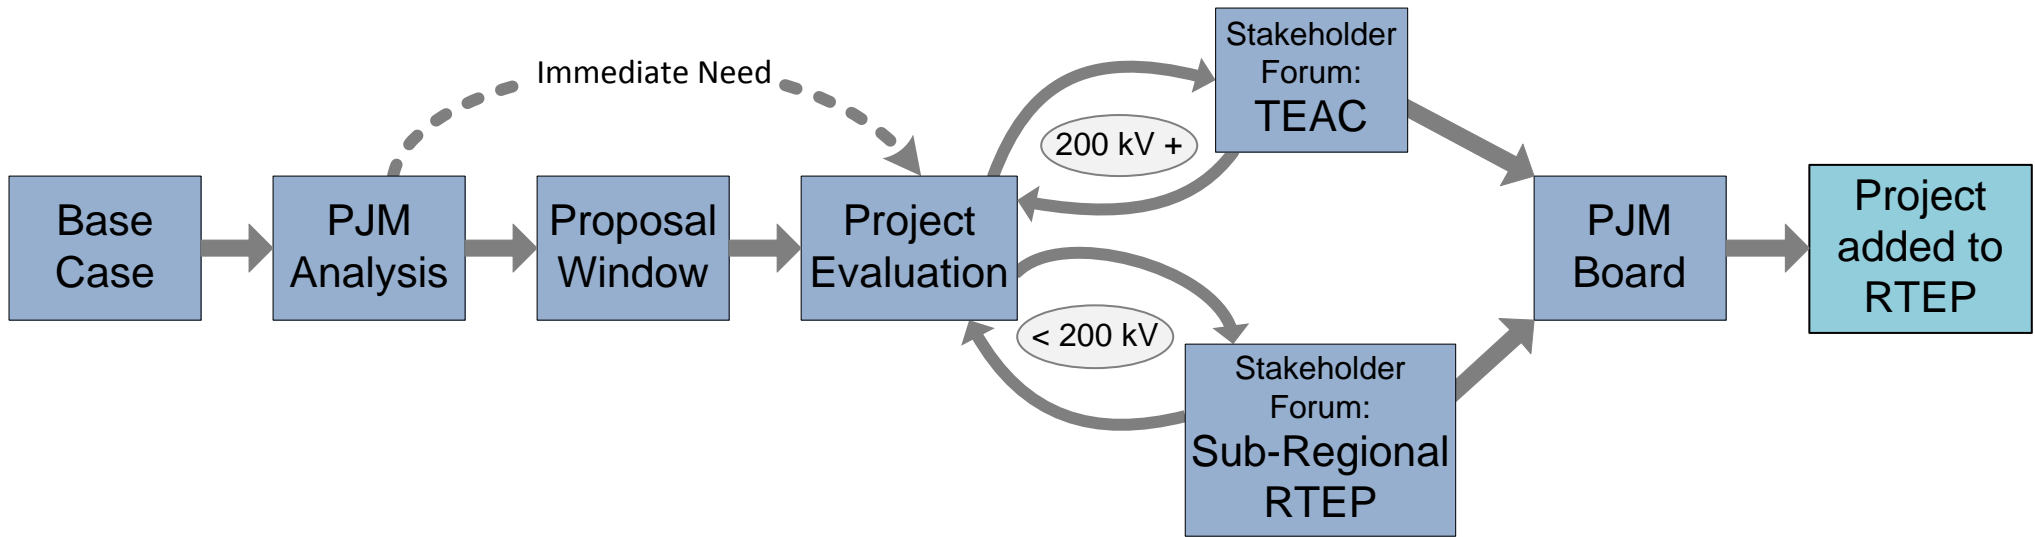 Base
Case
PJM
Analysis
Immediate Need
Proposal
Window
Project
Evaluation
200 kV +
< 200 kV
Stakeholder
Forum:
TEAC
Stakeholder
Forum:
Sub-Regional
RTEP
PJM
Board
Project
added to
RTEP